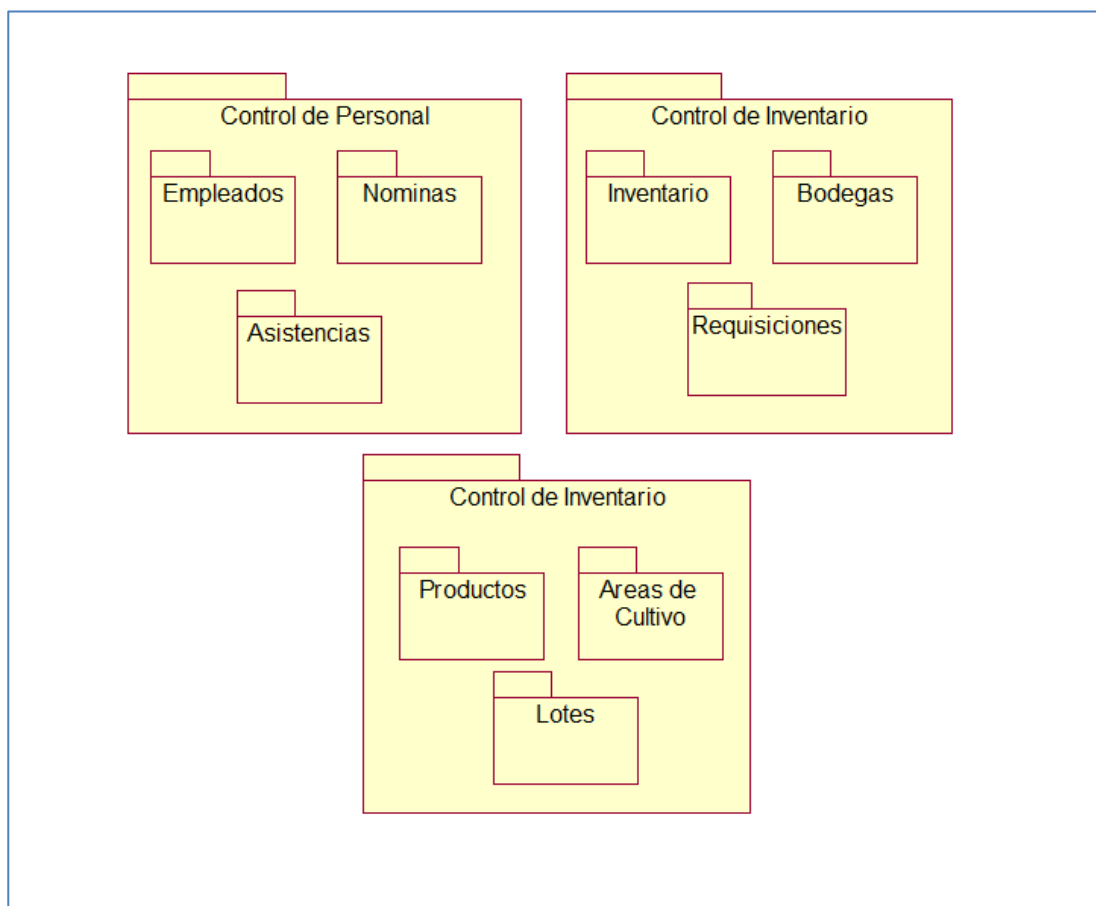 Control de Personal
Empleados
Nominas
Asistencias
Control de Inventario
Inventario
Bodegas
Requisiciones
Control de Inventario
Productos
Areas de
Cultivo
Lotes